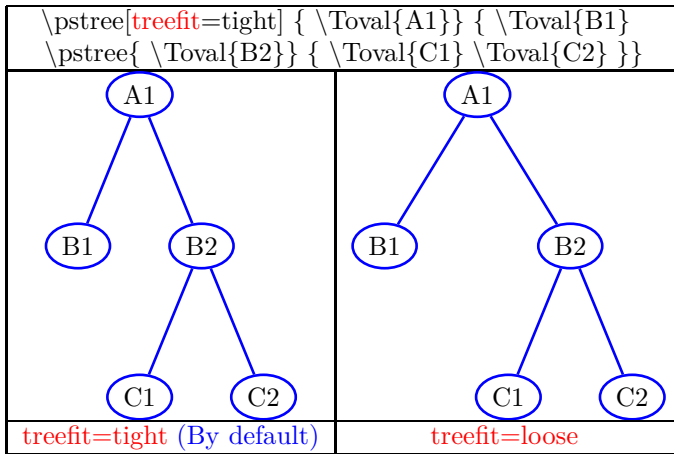 \pstree[treefit=tight] { \Toval{A1}} { \Toval{B1}
\pstree{ \Toval{B2}} { \Toval{C1} \Toval{C2} }}
A1
B1 B2
C1 C2
A1
B1 B2
C1 C2
treefit=tight (By default)
treefit=loose